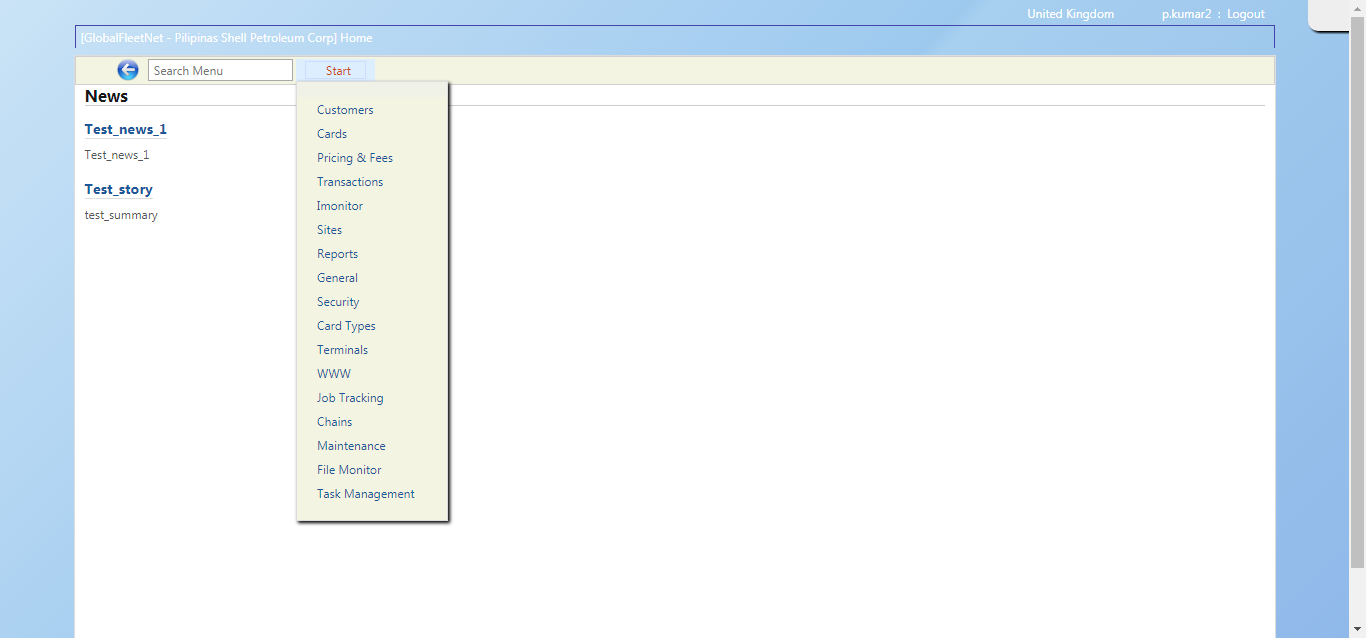 United Kingdom p.kumar2 : Logout
[GlobalFleetNet - Pilipinas Shell Petroleum Corp] Home
Search Menu Start
News
Test_news_1
Test_news_1
Test_story
test_summary
Customers
Cards
Pricing & Fees
Transactions
Imonitor
Sites
Reports
General
Security
Card Types
Terminals
WWW
Job Tracking
Chains
Maintenance
File Monitor
Task Management